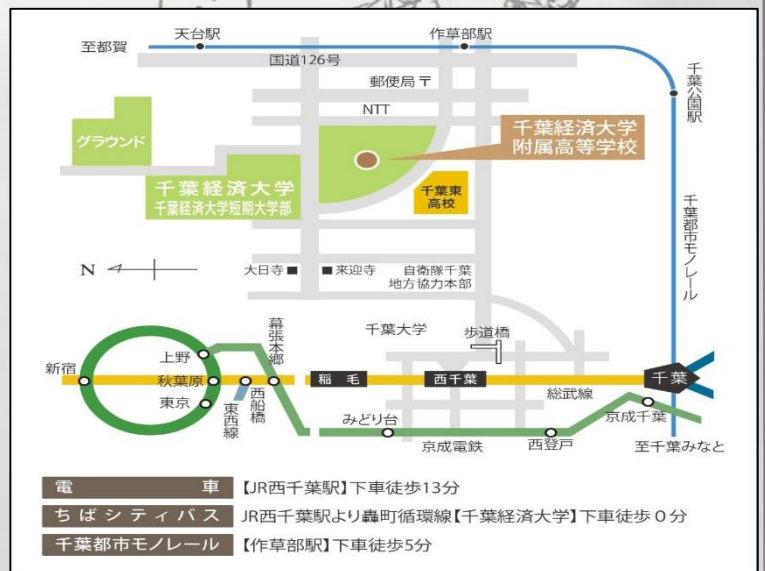 天台駅
作草部駅
至都賀
国道126号
郵便局〒
千葉公園駅
NTT
グラウンド
千葉経済大学
附属高等学校
千葉経済大学
千葉経済大学短期大学部
千葉東
高校
千葉都市モノレール
N
大日寺■
■来迎寺
自衛隊千葉
地方協力本部
幕張本郷
千葉大学
歩道橋
上野
新宿
秋葉原
稲毛
西千葉
千葉
東京
東西線
西船橋
総武線
みどり台
京成千葉
京成電鉄
西登戸
至千葉みなと
電車 【JR西千葉駅】下車徒歩13分
ちばシティバス JR西千葉駅より轟町循環線【千葉経済大学】下車徒歩0分
千葉都市モノレール 【作草部駅】下車徒歩5分